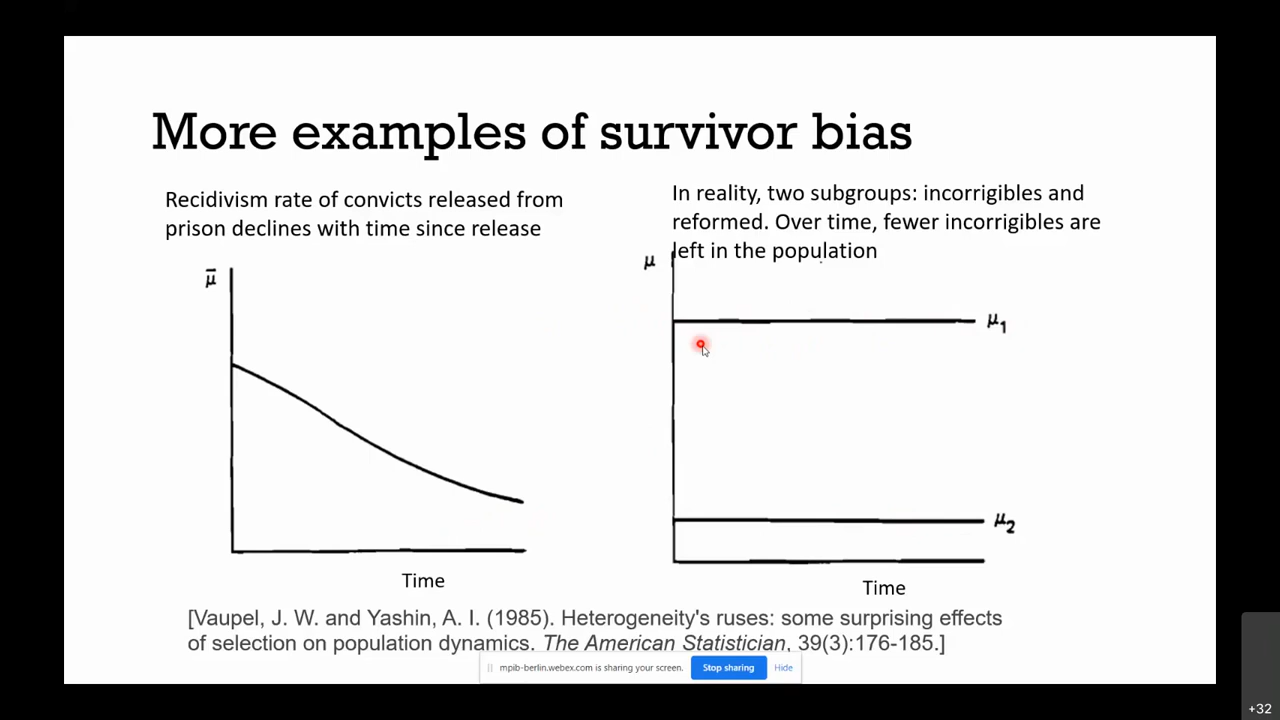 More examples of survivor bias
Recidivism rate of convicts released from
prison declines with time since release
In reality, two subgroups: incorrigibles and
reformed. Over time, fewer incorrigibles are
left in the population
μ̄
Time
μ
μ₁
μ₂
Time
[Vaupel, J. W. and Yashin, A. I. (1985). Heterogeneity's ruses: some surprising effects
of selection on population dynamics. The American Statistician, 39(3):176-185.]
mpib-berlin.webex.com is sharing your screen. Stop sharing Hide
+32